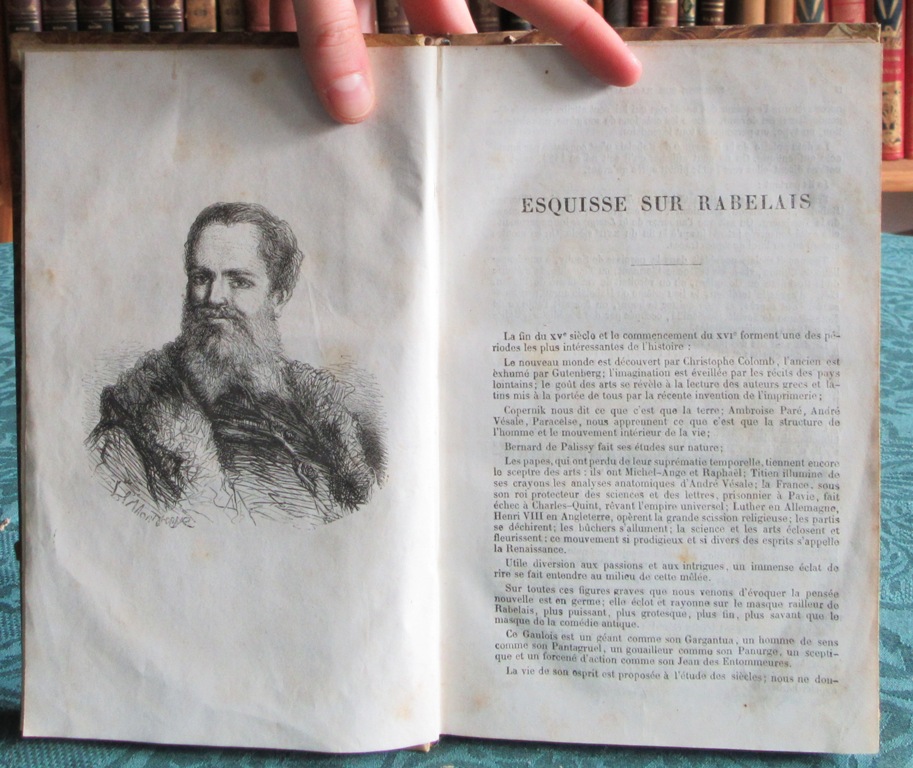 ESQUISSE SUR RABELAIS
La fin du XVe siècle et le commencement du XVIe forment une des pé-
riodes les plus intéressantes de l'histoire;
Le nouveau monde est découvert par Christophe Colomb, l'ancien est
exhumé par Gutenberg; l'imagination est éveillée par les récits des pays
lointains; le goût des arts se révèle à la lecture des auteurs grecs et la-
tins mis à la portée de tous par la récente invention de l'imprimerie;
Copernik nous dit ce que c'est que la terre; Ambroise Paré, André
Vésale, Paracelse, nous apprennent ce que c'est que la structure de
l'homme et le mouvement intérieur de la vie;
Bernard de Palissy fait ses études sur nature;
Les papes, qui ont perdu de leur suprématie temporelle, tiennent encore
le sceptre des arts: ils ont Michel-Ange et Raphaël; Titien illumine de
ses crayons les analyses anatomiques d'André Vésale; la France, sous
son roi protecteur des sciences et des lettres, prisonnier à Pavie, fait
échec à Charles-Quint, rêvant l'empire universel; Luther en Allemagne,
Henri VIII en Angleterre, opèrent la grande scission religieuse; les partis
se déchirent; les bûchers s'allument; la science et les arts éclosent et
fleurissent; ce mouvement si prodigieux et si divers des esprits s'appelle
la Renaissance.
Utile diversion aux passions et aux intrigues, un immense éclat de
rire se fait entendre au milieu de cette mêlée.
Sur toutes ces figures graves que nous venons d'évoquer la pensée
nouvelle est en germe; elle éclot et rayonne sur le masque railleur de
Rabelais, plus puissant, plus grotesque, plus fin, plus savant que le
masque de la comédie antique.
Ce Gaulois est un géant comme son Gargantua, un homme de sens
comme son Pantagruel, un gouailleur comme son Panurge, un scepti-
que et un forcené d'action comme son Jean des Entommeures.
La vie de son esprit est proposée à l'étude des siècles; nous ne dou-